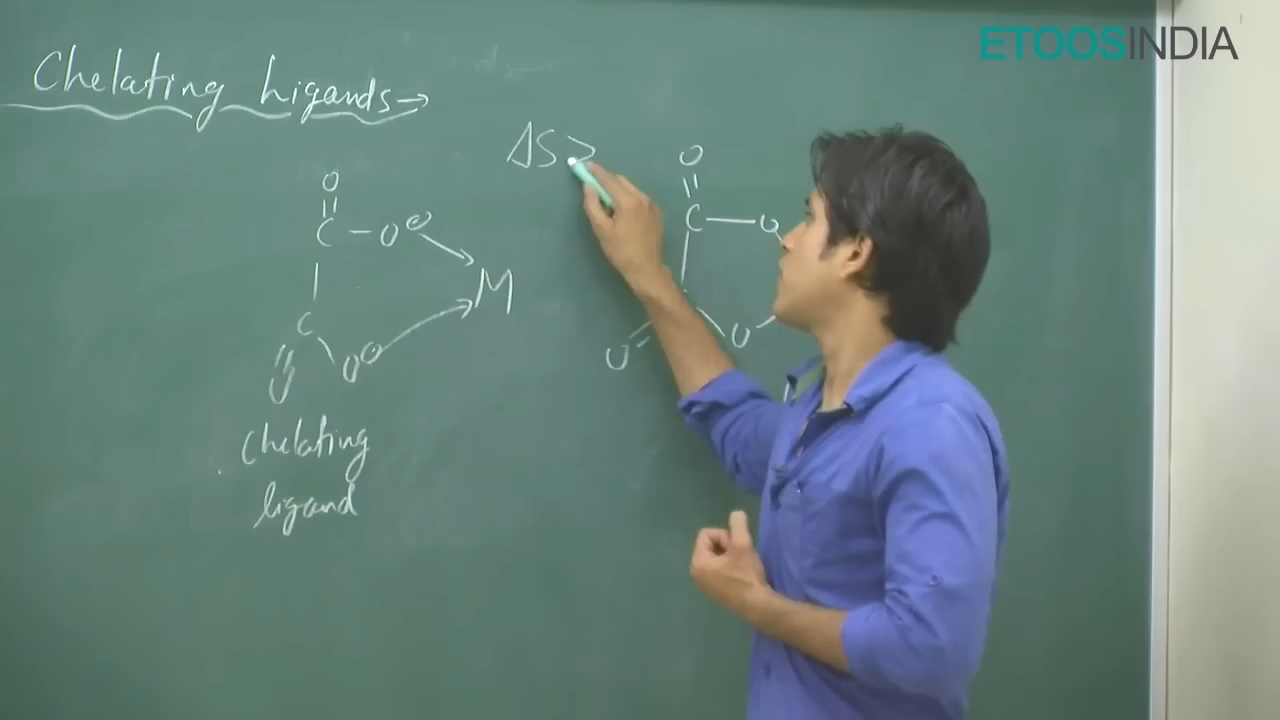 ETOOSINDIA
Chelating Ligands→
ΔS >
O
O
C – O⊖
C — O
M
C
O⊖
O
O
O
Chelating
ligand